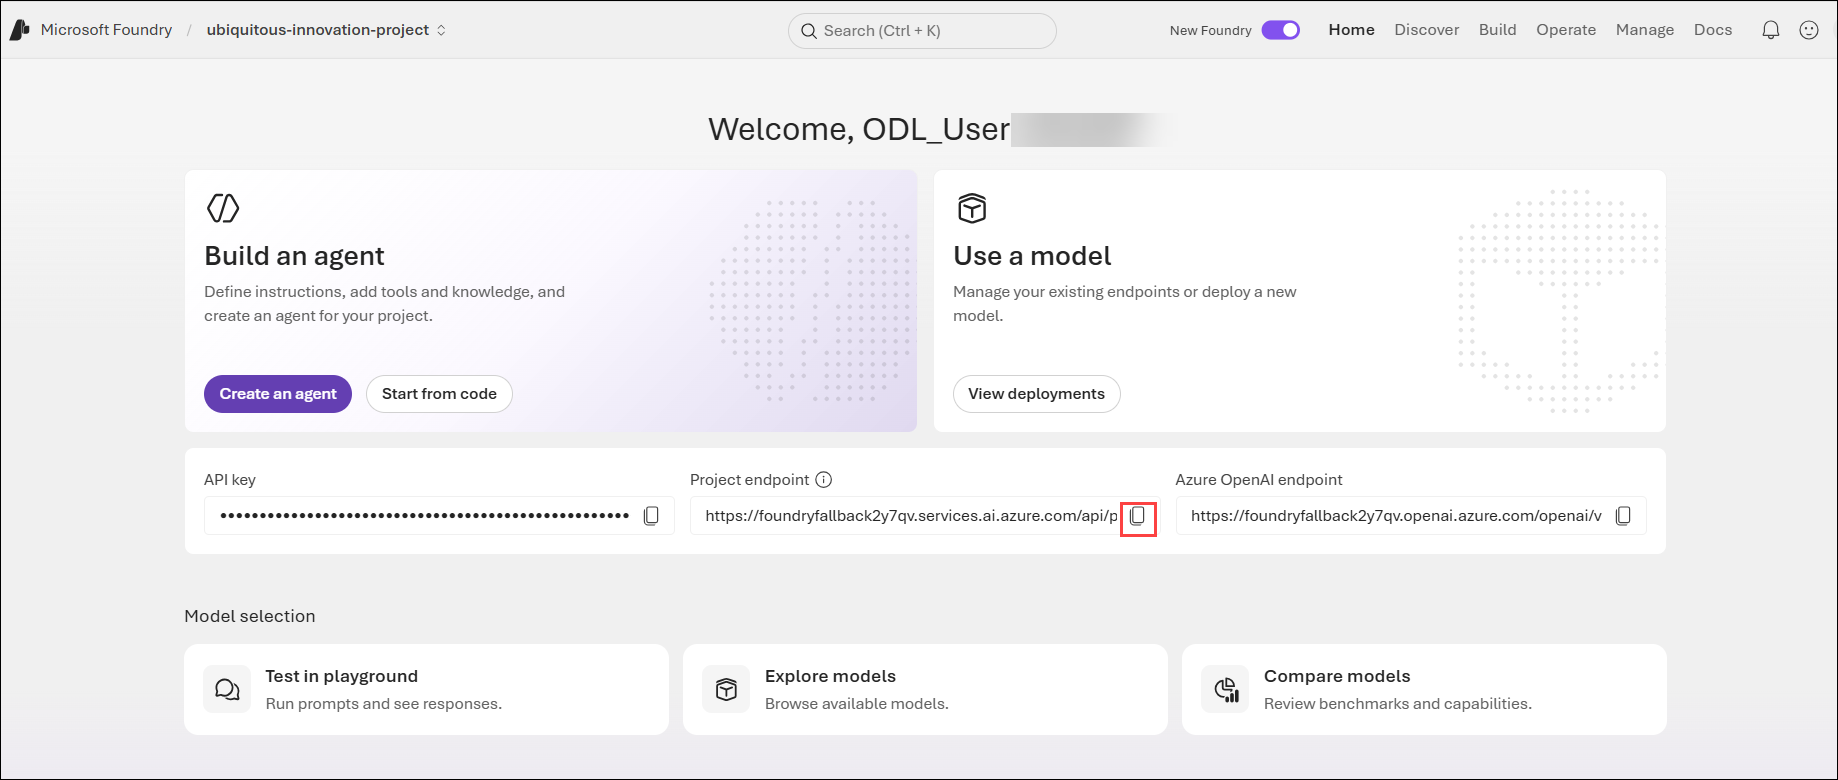 Microsoft Foundry / ubiquitous-innovation-project
Search (Ctrl + K)
New Foundry
Home Discover Build Operate Manage Docs
Welcome, ODL_User
Build an agent
Define instructions, add tools and knowledge, and
create an agent for your project.
Create an agent
Start from code
Use a model
Manage your existing endpoints or deploy a new
model.
View deployments
API key
••••••••••••••••••••••••••••••••••••••••••••••••••••
Project endpoint
https://foundryfallback2y7qv.services.ai.azure.com/api/p
Azure OpenAI endpoint
https://foundryfallback2y7qv.openai.azure.com/openai/v
Model selection
Test in playground
Run prompts and see responses.
Explore models
Browse available models.
Compare models
Review benchmarks and capabilities.